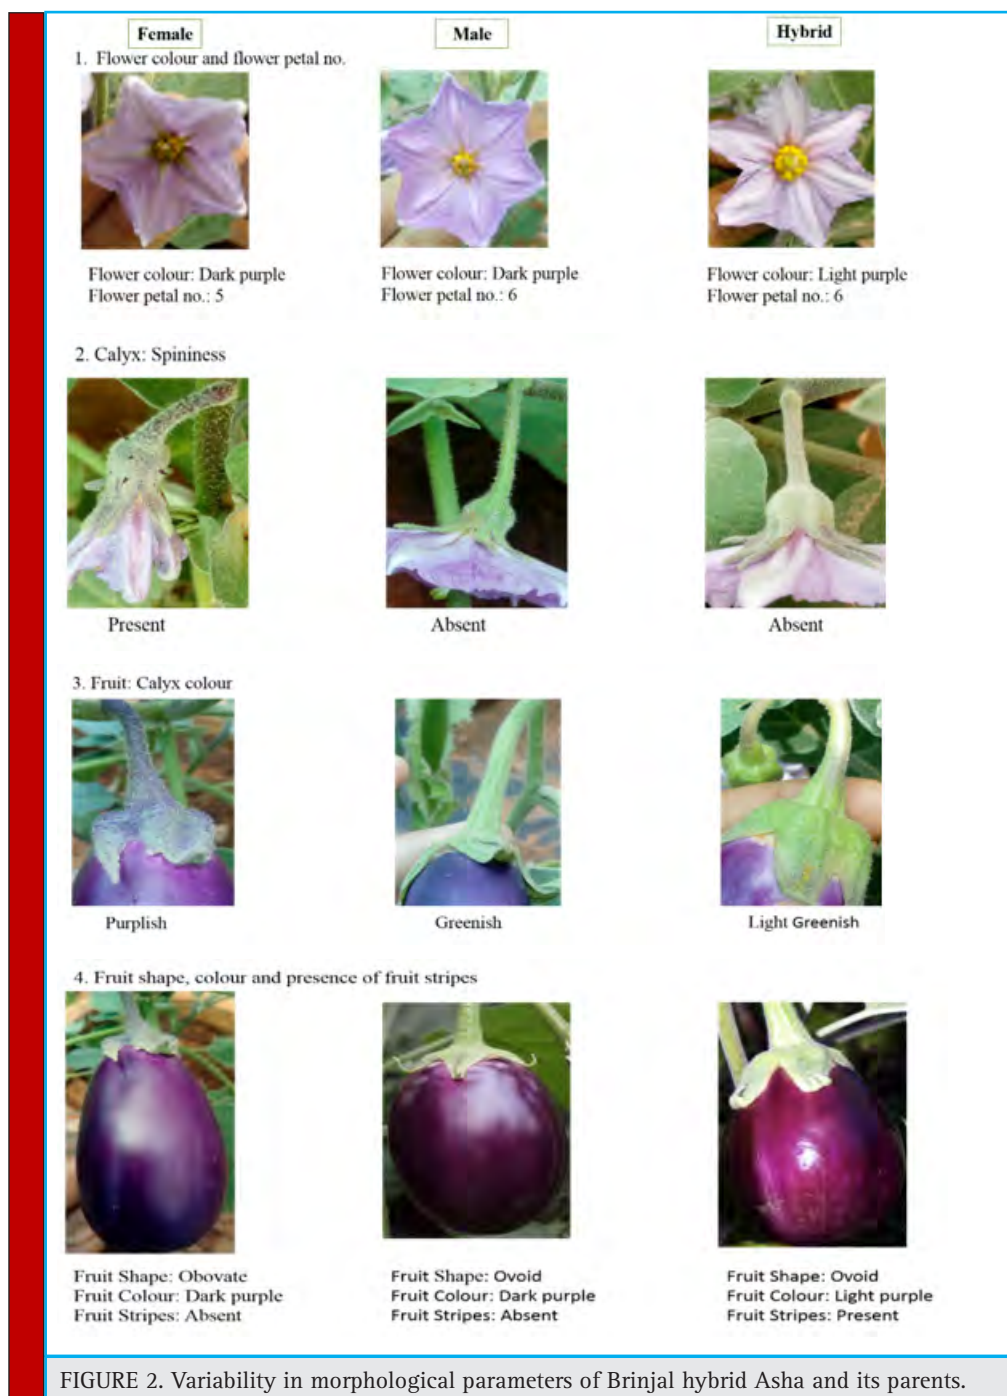 Female Male Hybrid
1. Flower colour and flower petal no.
Flower colour: Dark purple Flower colour: Dark purple Flower colour: Light purple
Flower petal no.: 5 Flower petal no.: 6 Flower petal no.: 6
2. Calyx: Spininess
Present Absent Absent
3. Fruit: Calyx colour
Purplish Greenish Light Greenish
4. Fruit shape, colour and presence of fruit stripes
Fruit Shape: Obovate Fruit Shape: Ovoid Fruit Shape: Ovoid
Fruit Colour: Dark purple Fruit Colour: Dark purple Fruit Colour: Light purple
Fruit Stripes: Absent Fruit Stripes: Absent Fruit Stripes: Present
FIGURE 2. Variability in morphological parameters of Brinjal hybrid Asha and its parents.